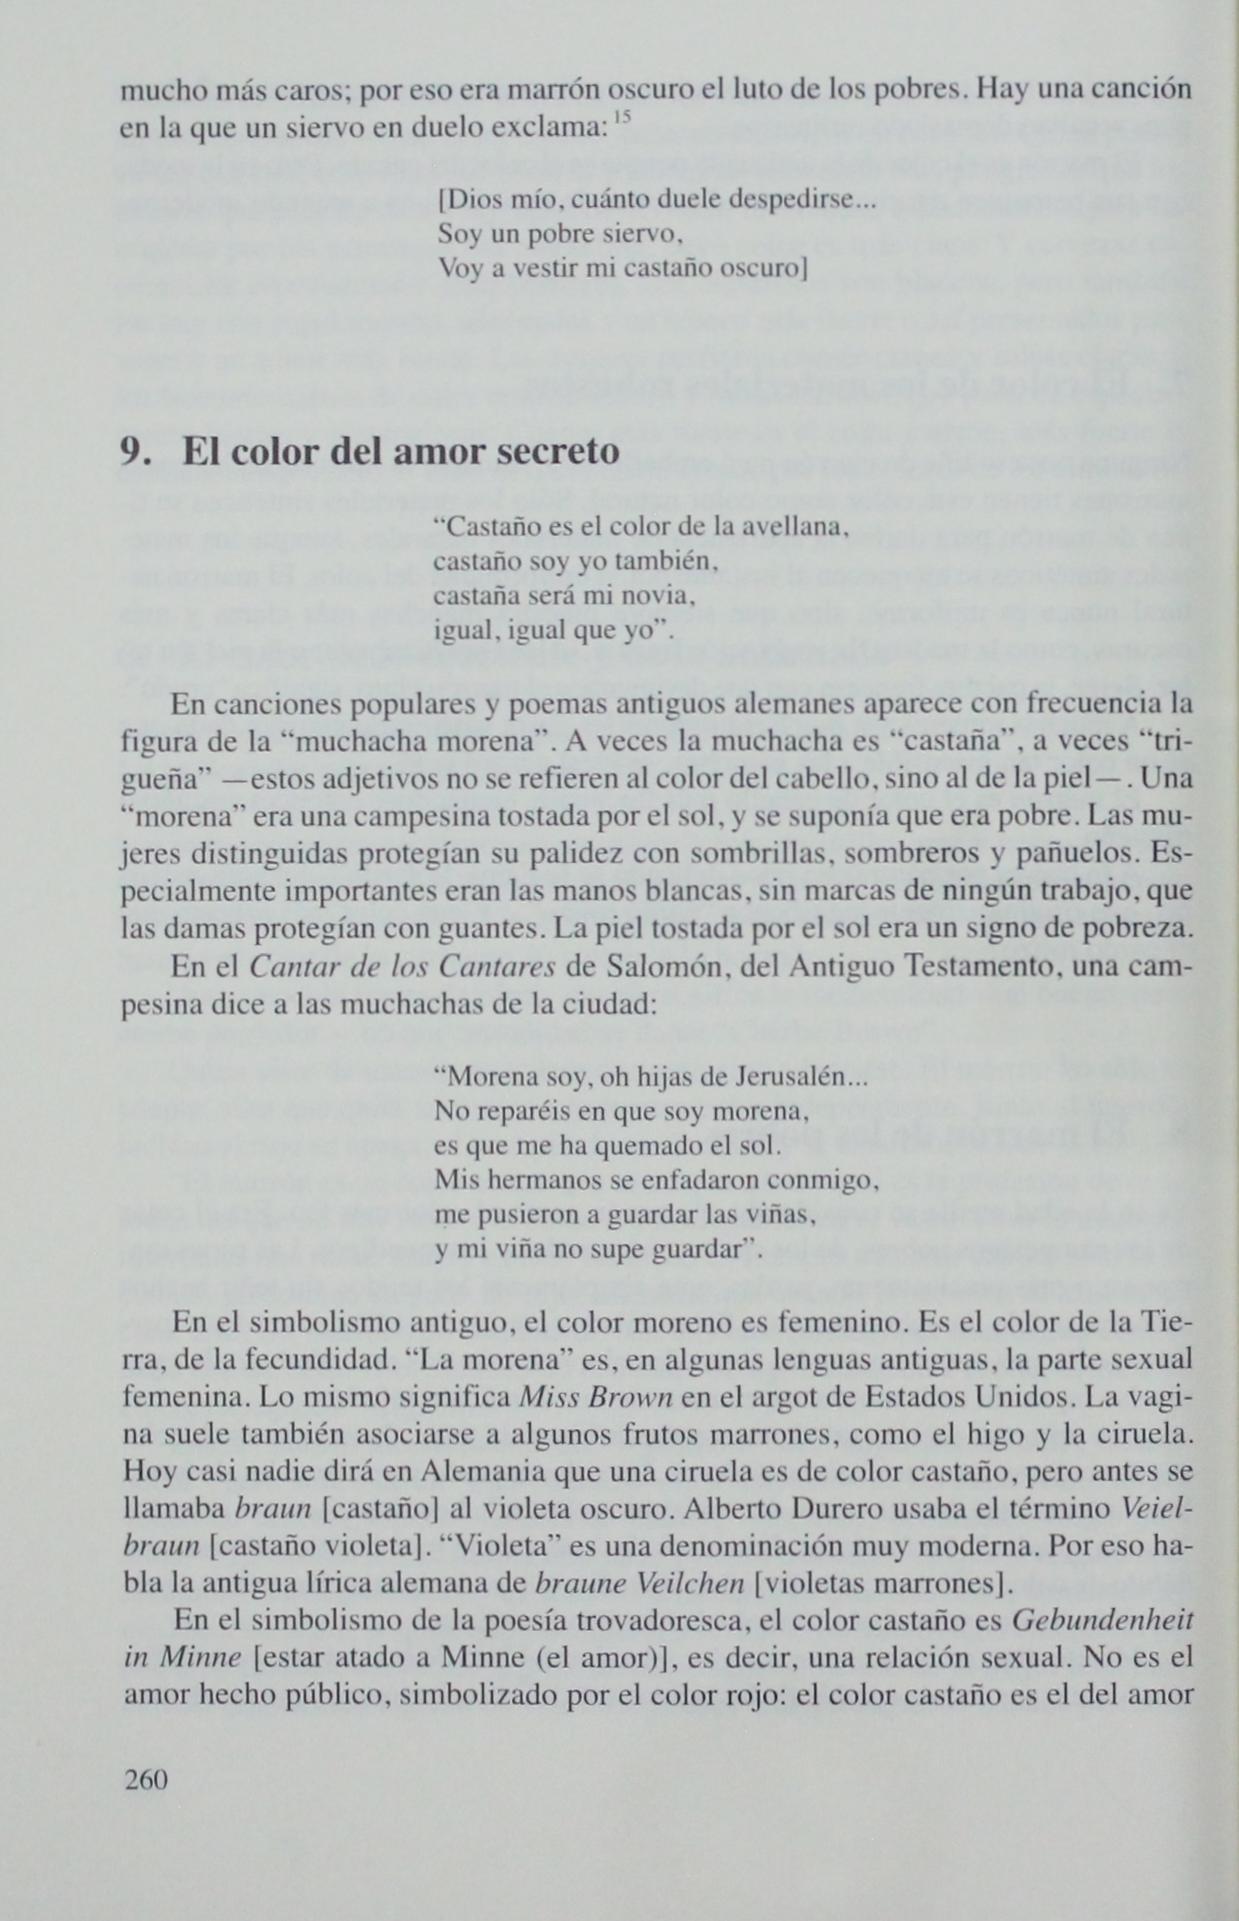 mucho más caros; por eso era marrón oscuro el luto de los pobres. Hay una canción
en la que un siervo en duelo exclama: 15
[Dios mío, cuánto duele despedirse...
Soy un pobre siervo,
Voy a vestir mi castaño oscuro]
9. El color del amor secreto
“Castaño es el color de la avellana,
castaño soy yo también,
castaña será mi novia,
igual, igual que yo”.
En canciones populares y poemas antiguos alemanes aparece con frecuencia la
figura de la “muchacha morena”. A veces la muchacha es “castaña”, a veces “tri-
gueña” —estos adjetivos no se refieren al color del cabello, sino al de la piel—. Una
“morena” era una campesina tostada por el sol, y se suponía que era pobre. Las mu-
jeres distinguidas protegían su palidez con sombrillas, sombreros y pañuelos. Es-
pecialmente importantes eran las manos blancas, sin marcas de ningún trabajo, que
las damas protegían con guantes. La piel tostada por el sol era un signo de pobreza.
En el Cantar de los Cantares de Salomón, del Antiguo Testamento, una cam-
pesina dice a las muchachas de la ciudad:
“Morena soy, oh hijas de Jerusalén...
No reparéis en que soy morena,
es que me ha quemado el sol.
Mis hermanos se enfadaron conmigo,
me pusieron a guardar las viñas,
y mi viña no supe guardar”.
En el simbolismo antiguo, el color moreno es femenino. Es el color de la Tie-
rra, de la fecundidad. “La morena” es, en algunas lenguas antiguas, la parte sexual
femenina. Lo mismo significa Miss Brown en el argot de Estados Unidos. La vagi-
na suele también asociarse a algunos frutos marrones, como el higo y la ciruela.
Hoy casi nadie dirá en Alemania que una ciruela es de color castaño, pero antes se
llamaba braun [castaño] al violeta oscuro. Alberto Durero usaba el término Veiel-
braun [castaño violeta]. “Violeta” es una denominación muy moderna. Por eso ha-
bla la antigua lírica alemana de braune Veilchen [violetas marrones].
En el simbolismo de la poesía trovadoresca, el color castaño es Gebundenheit
in Minne [estar atado a Minne (el amor)], es decir, una relación sexual. No es el
amor hecho público, simbolizado por el color rojo: el color castaño es el del amor
260